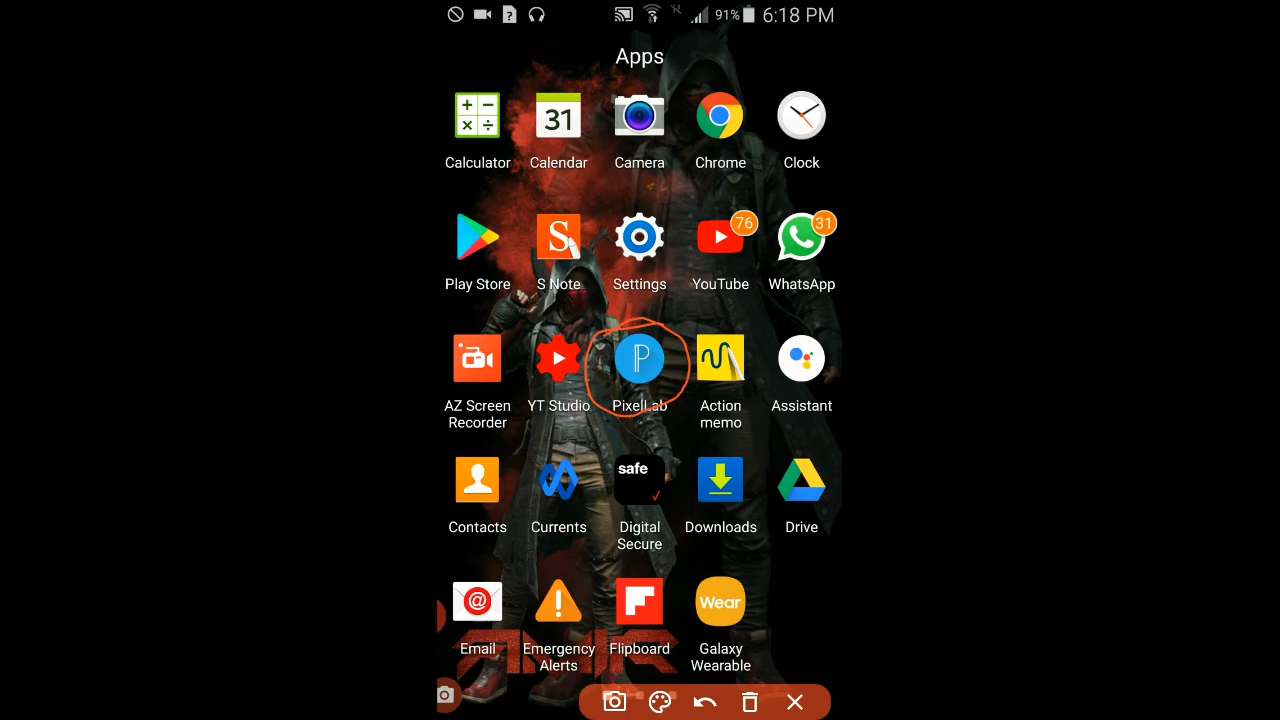 91% 6:18 PM
Apps
31
Calculator Calendar Camera Chrome Clock
S 76 31
Play Store S Note Settings YouTube WhatsApp
P
AZ Screen Recorder YT Studio PixelLab Action memo Assistant
safe
Contacts Currents Digital Secure Downloads Drive
@ ! Wear
Email Emergency Alerts Flipboard Galaxy Wearable